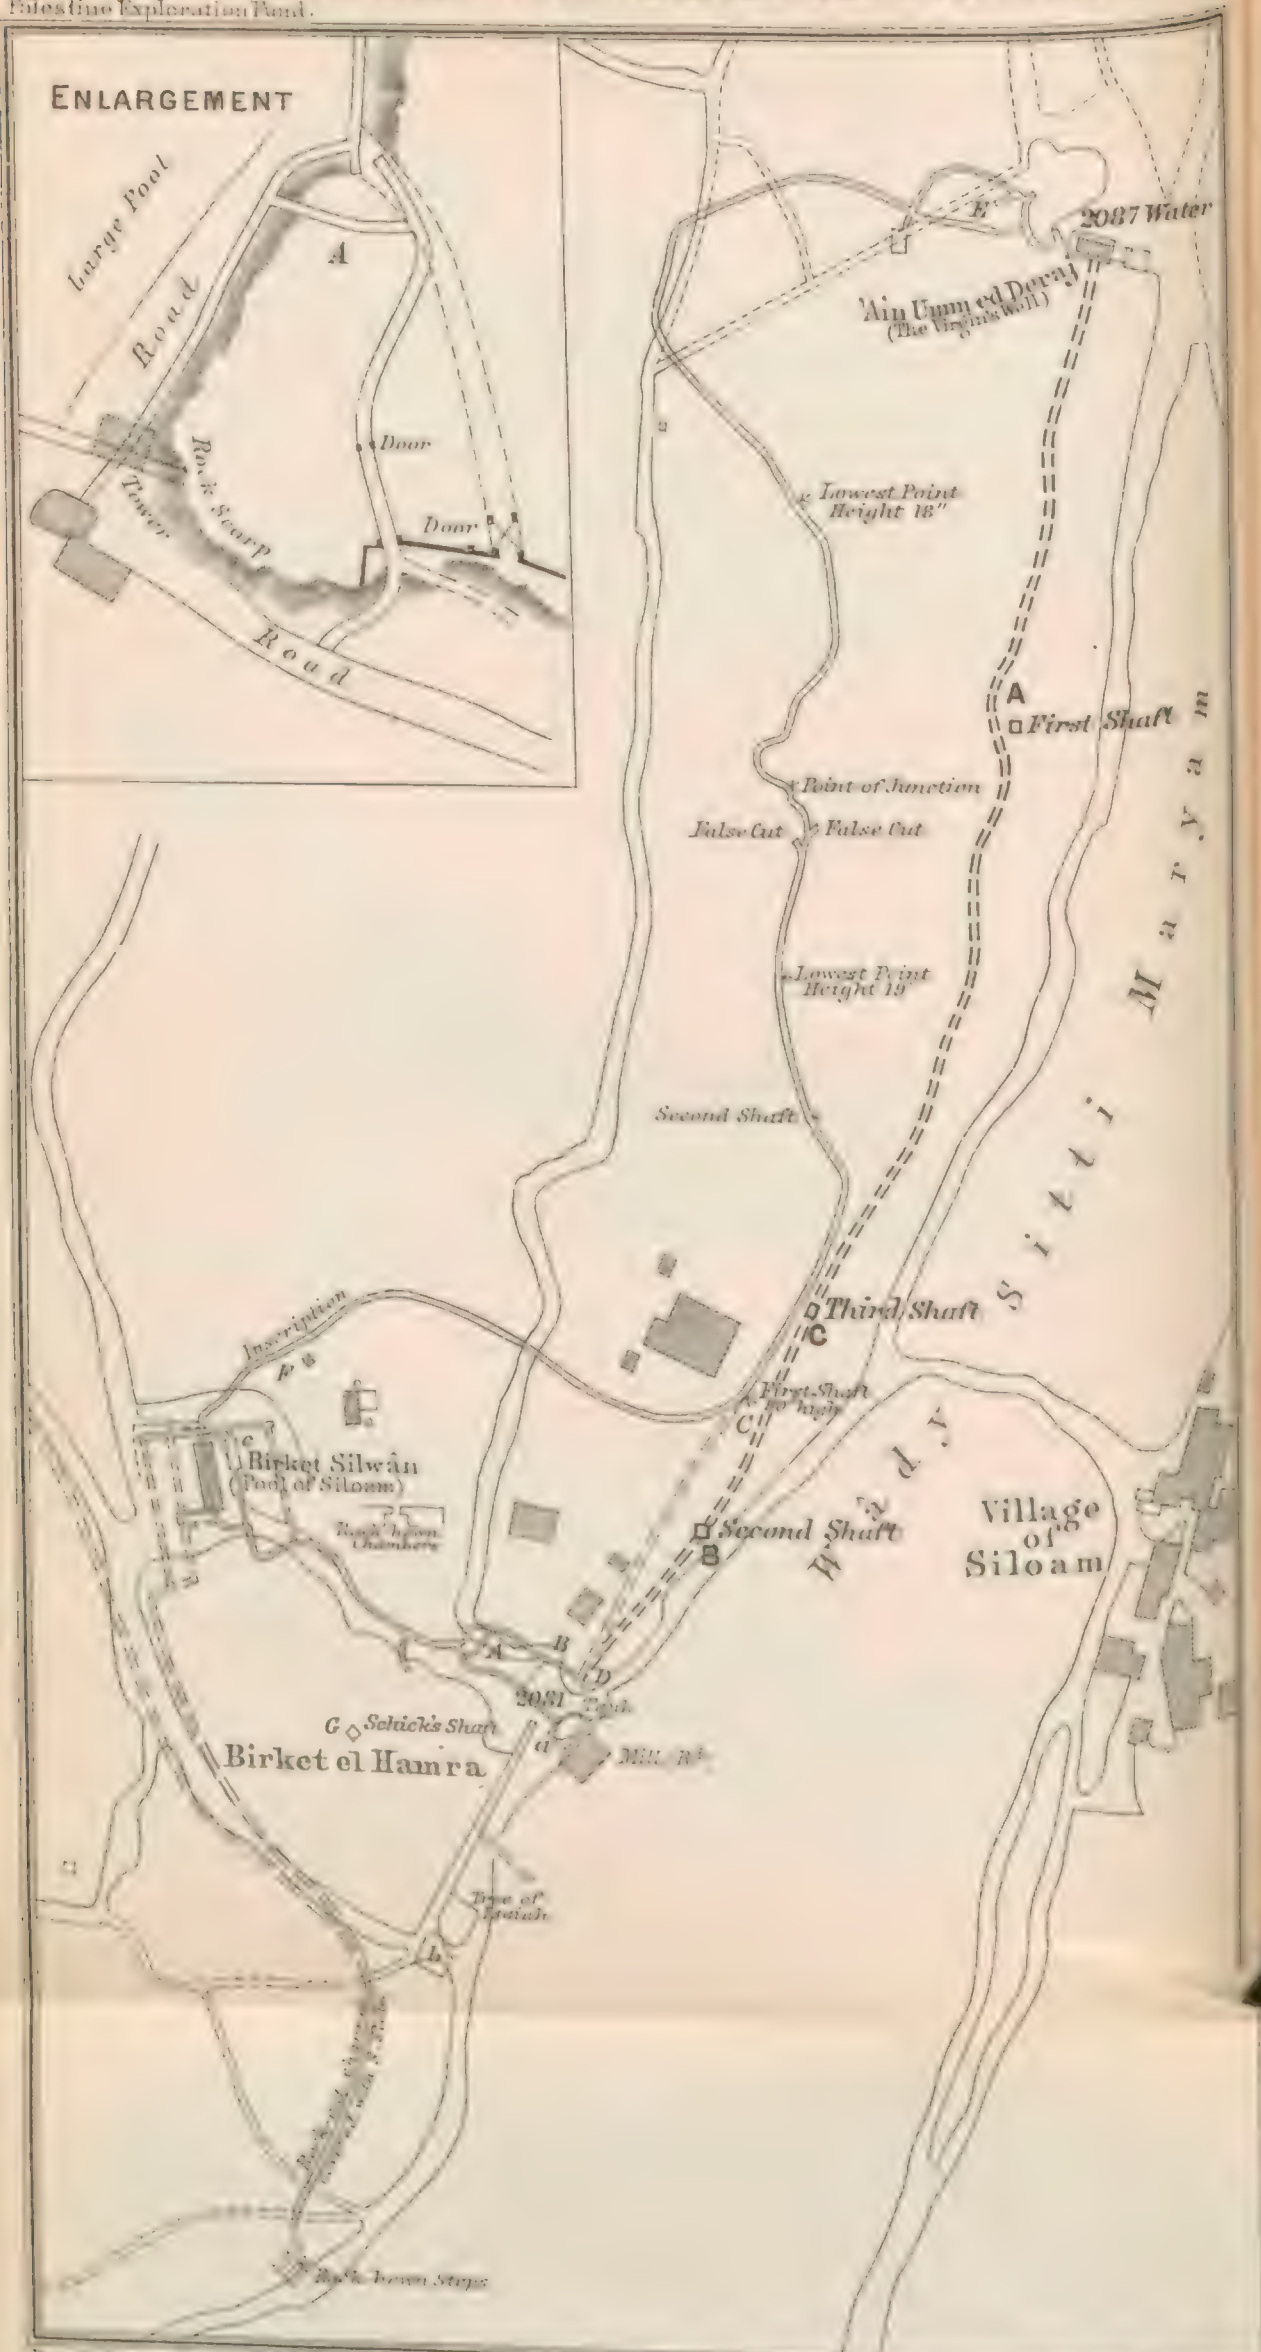 Palestine Exploration Fund.
ENLARGEMENT
Large Pool
Road
A
Door
Rock Scarp
Tower
Door
Road
E
2087 Water
'Ain Umm ed Deraj
(The Virgin's Well)
Lowest Point
Height 18"
A
First Shaft
Point of Junction
False Cut
False Cut
Lowest Point
Height 19
Second Shaft
Wady Sitti Maryam
Third Shaft
C
Inscription
F
First Shaft
high
C
c
Birket Silwân
(Pool of Siloam)
Rock hewn
Chambers
Second Shaft
B
Village
of
Siloam
A
B
D
2081
Tank
G
Schick's Shaft
a
Birket el Hamra
Mill
Tree of
Isaiah
b
Rock hewn Steps